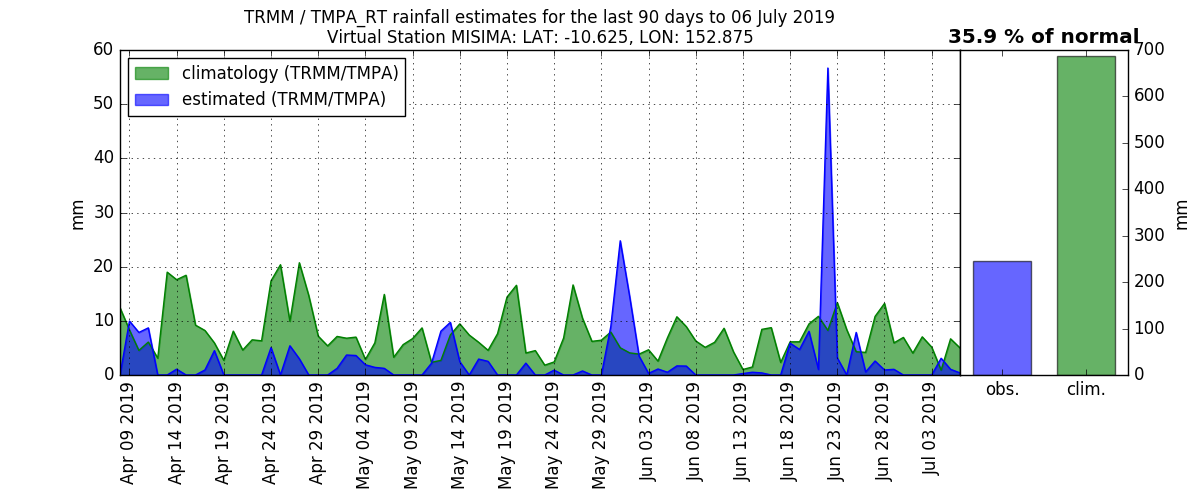 TRMM / TMPA_RT rainfall estimates for the last 90 days to 06 July 2019
Virtual Station MISIMA: LAT: -10.625, LON: 152.875
35.9 % of normal
climatology (TRMM/TMPA)
estimated (TRMM/TMPA)
60
50
40
30
20
10
0
mm
Apr 09 2019
Apr 14 2019
Apr 19 2019
Apr 24 2019
Apr 29 2019
May 04 2019
May 09 2019
May 14 2019
May 19 2019
May 24 2019
May 29 2019
Jun 03 2019
Jun 08 2019
Jun 13 2019
Jun 18 2019
Jun 23 2019
Jun 28 2019
Jul 03 2019
obs.
clim.
700
600
500
400
300
200
100
0
mm